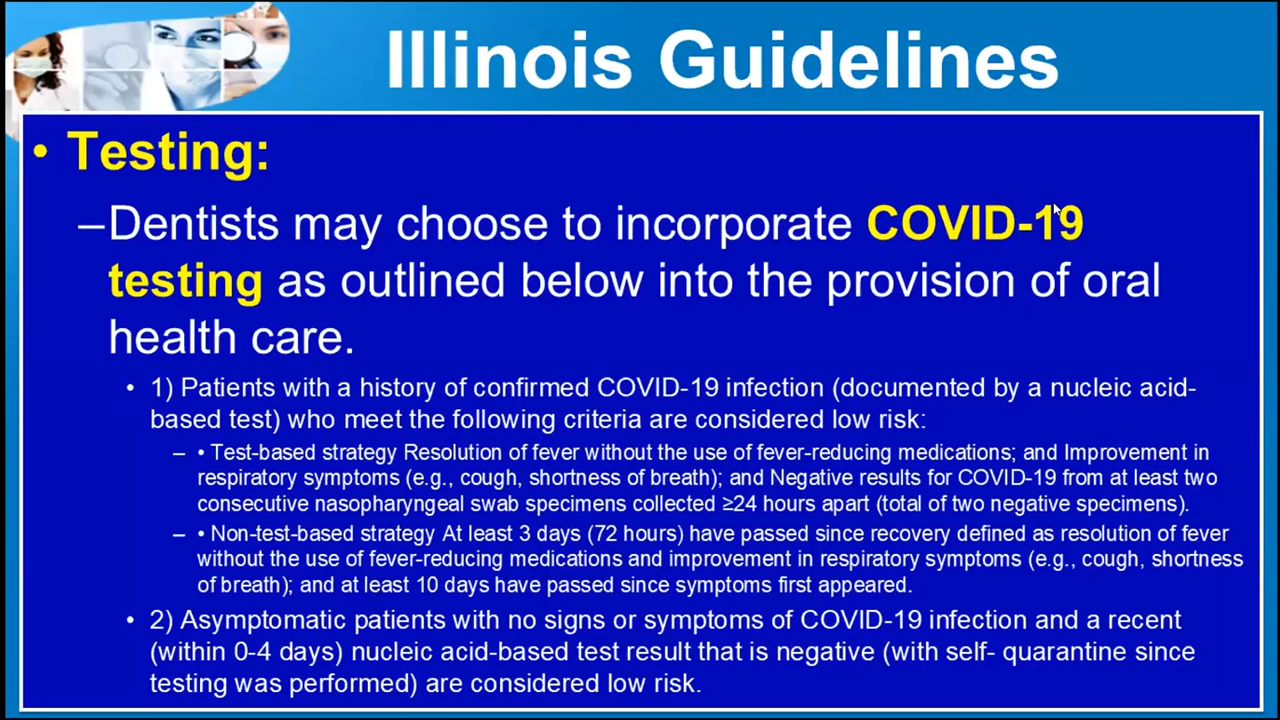 Illinois Guidelines
• Testing:
–Dentists may choose to incorporate COVID-19
testing as outlined below into the provision of oral
health care.
• 1) Patients with a history of confirmed COVID-19 infection (documented by a nucleic acid-
based test) who meet the following criteria are considered low risk:
– • Test-based strategy Resolution of fever without the use of fever-reducing medications; and Improvement in
respiratory symptoms (e.g., cough, shortness of breath); and Negative results for COVID-19 from at least two
consecutive nasopharyngeal swab specimens collected ≥24 hours apart (total of two negative specimens).
– • Non-test-based strategy At least 3 days (72 hours) have passed since recovery defined as resolution of fever
without the use of fever-reducing medications and improvement in respiratory symptoms (e.g., cough, shortness
of breath); and at least 10 days have passed since symptoms first appeared.
• 2) Asymptomatic patients with no signs or symptoms of COVID-19 infection and a recent
(within 0-4 days) nucleic acid-based test result that is negative (with self- quarantine since
testing was performed) are considered low risk.